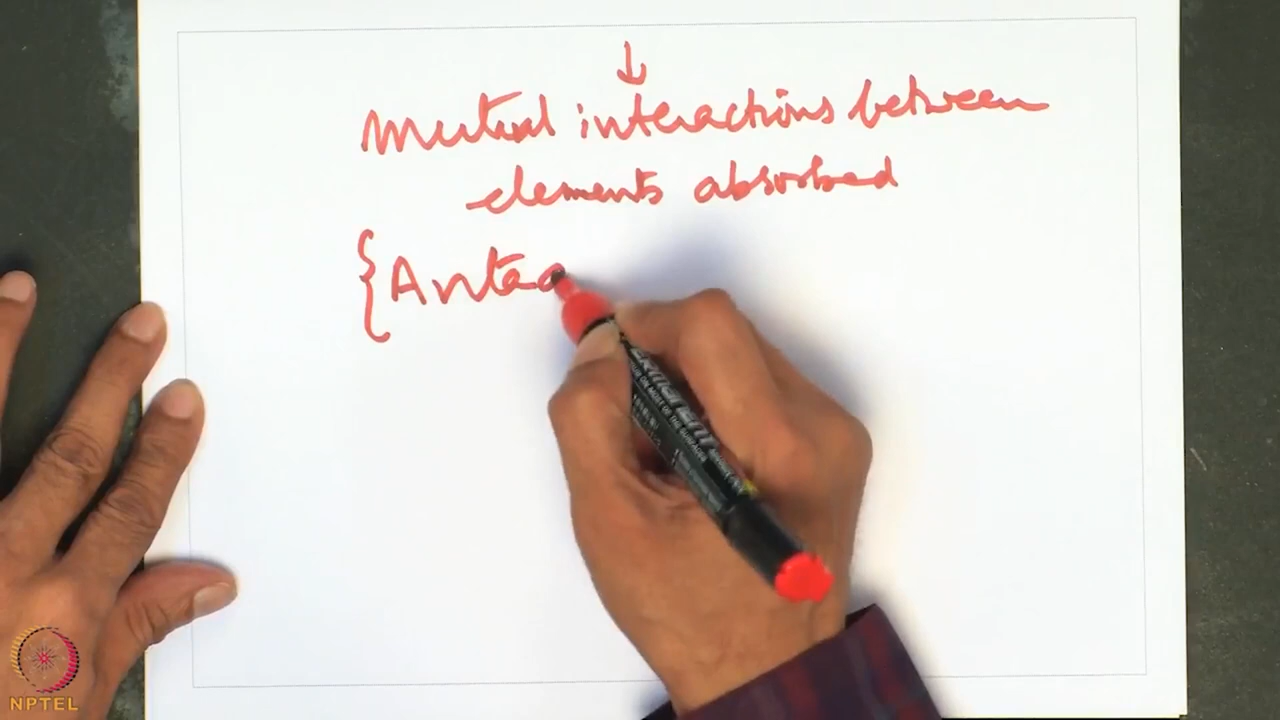 ↓
Mutual interactions between
elements absorbed
{Antag
NPTEL